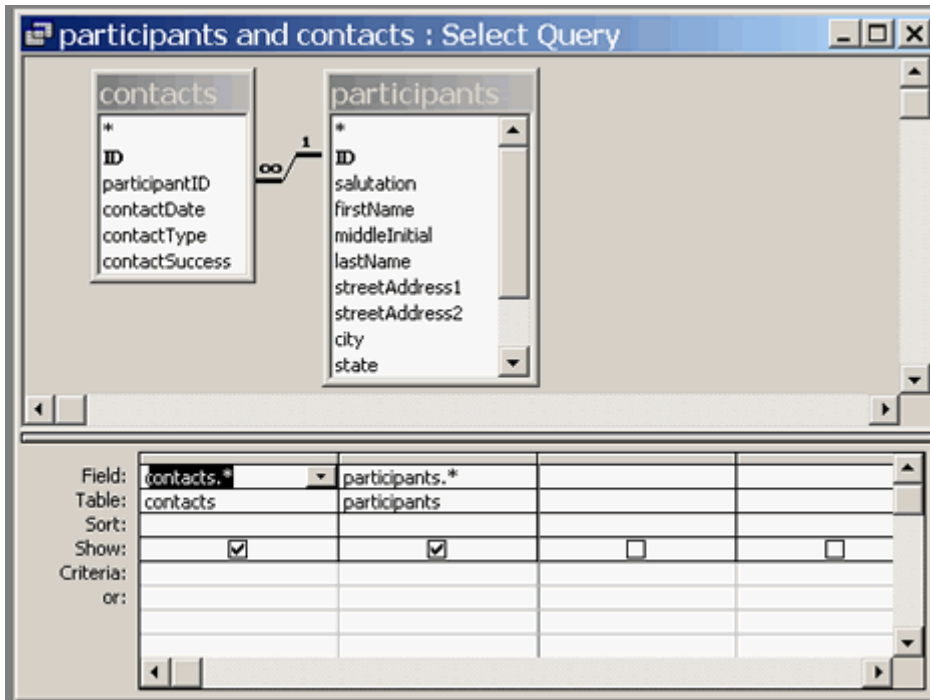 participants and contacts : Select Query
contacts
*
ID
participantID
contactDate
contactType
contactSuccess
∞ 1
participants
*
ID
salutation
firstName
middleInitial
lastName
streetAddress1
streetAddress2
city
state
Field: contacts.* participants.*
Table: contacts participants
Sort:
Show:
Criteria:
or: